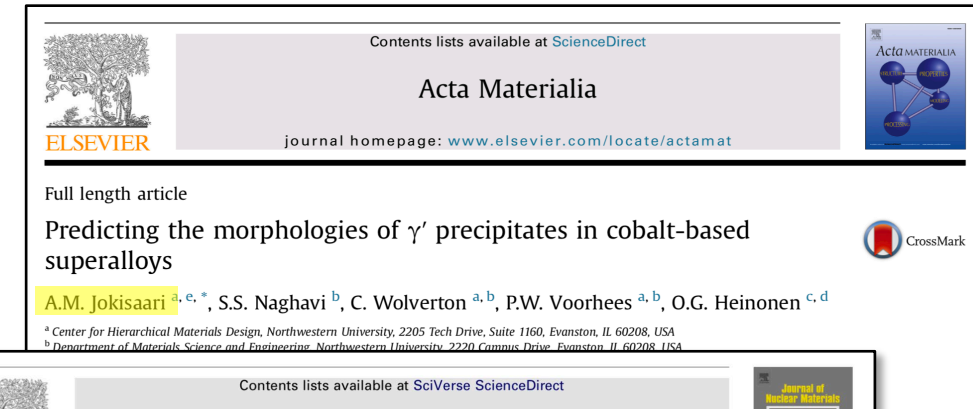 Contents lists available at ScienceDirect
Acta MATERIALIA
Acta Materialia
ELSEVIER
journal homepage: www.elsevier.com/locate/actamat
Full length article
Predicting the morphologies of γ′ precipitates in cobalt-based
superalloys
CrossMark
A.M. Jokisaari a, e, *, S.S. Naghavi b, C. Wolverton a, b, P.W. Voorhees a, b, O.G. Heinonen c, d
a Center for Hierarchical Materials Design, Northwestern University, 2205 Tech Drive, Suite 1160, Evanston, IL 60208, USA
b Department of Materials Science and Engineering, Northwestern University, 2220 Campus Drive, Evanston, IL 60208, USA
Contents lists available at SciVerse ScienceDirect
Journal of
Nuclear Materials